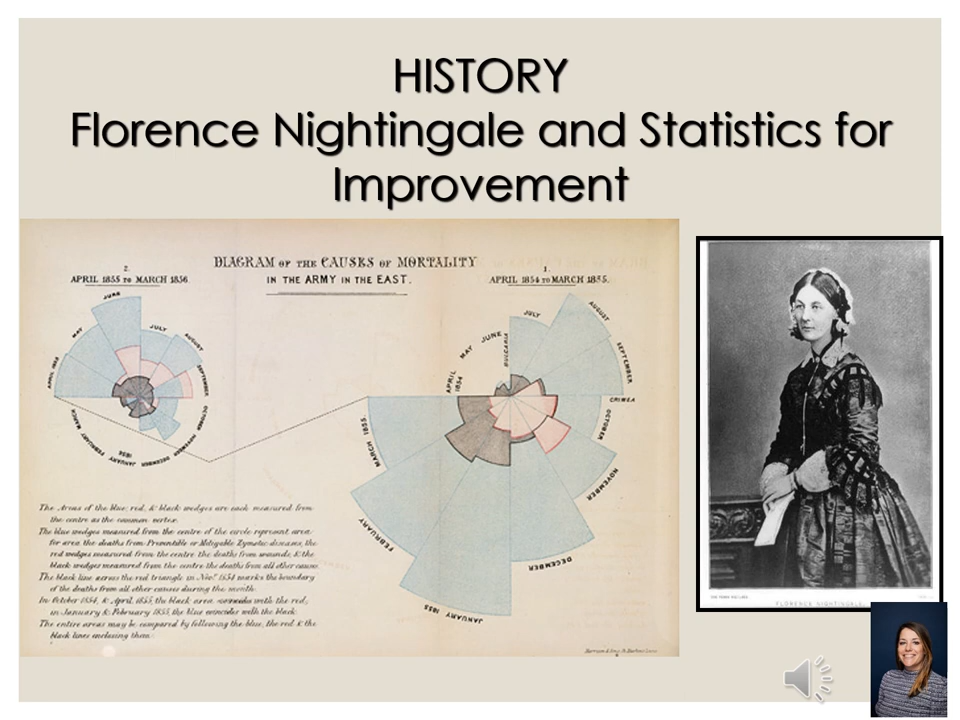 HISTORY
Florence Nightingale and Statistics for
Improvement
DIAGRAM OF THE CAUSES OF MORTALITY
IN THE ARMY IN THE EAST.
2.
APRIL 1855 TO MARCH 1856.
1.
APRIL 1854 TO MARCH 1855.
JUNE
JULY
AUGUST
SEPTEMBER
OCTOBER
NOVEMBER
DECEMBER
JANUARY
1856
FEBRUARY
MARCH
APRIL 1855
MAY
APRIL
1854
MAY
JUNE
JULY
AUGUST
SEPTEMBER
CRIMEA
OCTOBER
NOVEMBER
DECEMBER
JANUARY 1855
FEBRUARY
MARCH 1855
BULGARIA
The Areas of the blue, red, & black wedges are each measured from
the centre as the common vertex.
The blue wedges measured from the centre of the circle represent area
for area the deaths from Preventible or Mitigable Zymotic diseases, the
red wedges measured from the centre the deaths from wounds, & the
black wedges measured from the centre the deaths from all other causes.
The black line across the red triangle in Nov.r 1854 marks the boundary
of the deaths from all other causes during the month.
In October 1854, & April, 1855, the black area coincides with the red,
in January & February 1855, the blue coincides with the black.
The entire areas may be compared by following the blue, the red & the
black lines enclosing them.
FLORENCE NIGHTINGALE.